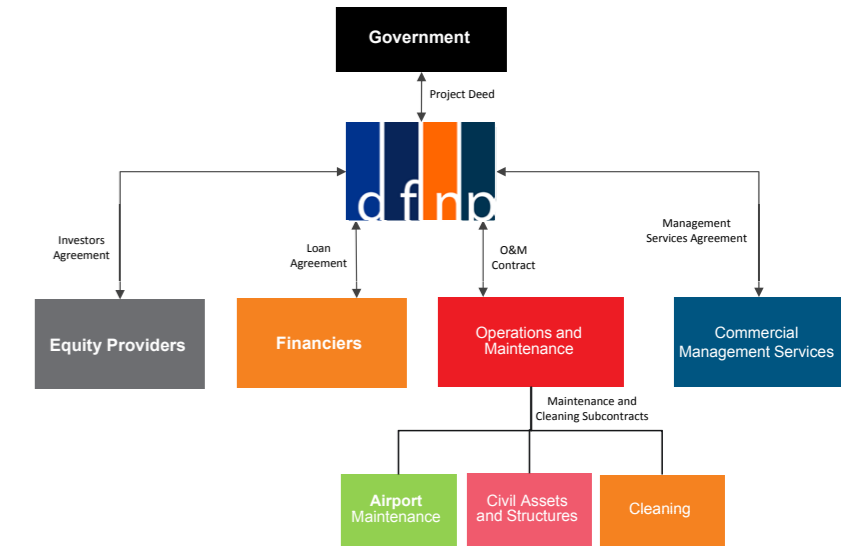 Government
Project Deed
dfnp
Investors
Agreement
Loan
Agreement
O&M
Contract
Management
Services Agreement
Equity Providers
Financiers
Operations and
Maintenance
Commercial
Management Services
Maintenance and
Cleaning Subcontracts
Airport
Maintenance
Civil Assets
and Structures
Cleaning